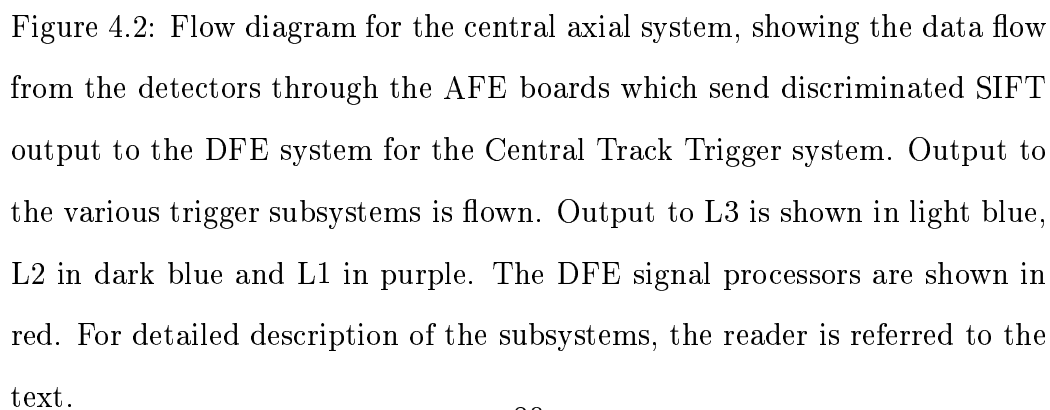 Figure 4.2: Flow diagram for the central axial system, showing the data flow
from the detectors through the AFE boards which send discriminated SIFT
output to the DFE system for the Central Track Trigger system. Output to
the various trigger subsystems is flown. Output to L3 is shown in light blue,
L2 in dark blue and L1 in purple. The DFE signal processors are shown in
red. For detailed description of the subsystems, the reader is referred to the
text.